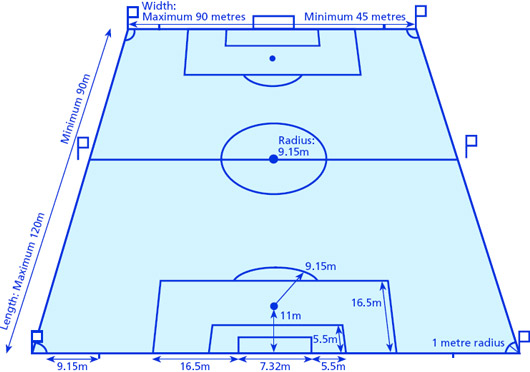 Width:
Maximum 90 metres
Minimum 45 metres
Minimum 90m
Length: Maximum 120m
Radius:
9.15m
9.15m
16.5m
11m
5.5m
1 metre radius
9.15m
16.5m
7.32m
5.5m